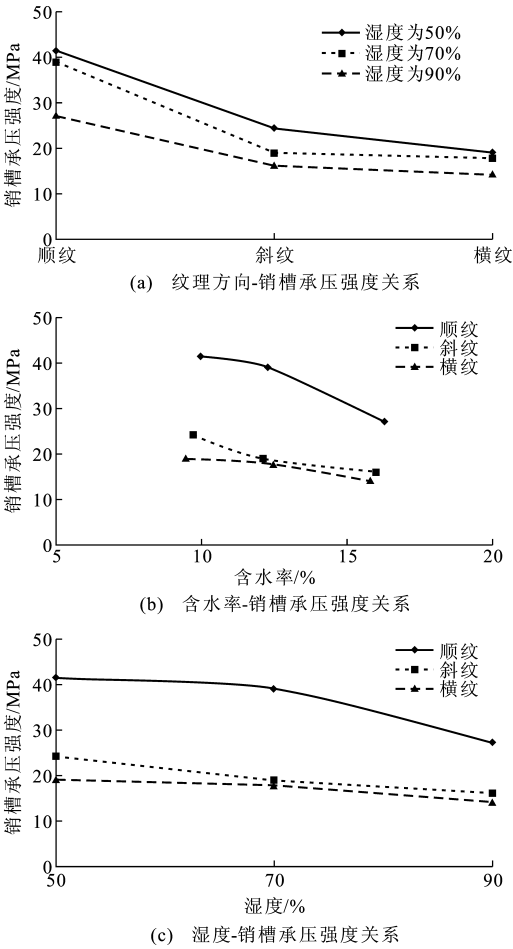 50
40
30
20
10
0
销槽承压强度/MPa
湿度为50%
湿度为70%
湿度为90%
顺纹
斜纹
横纹
(a) 纹理方向-销槽承压强度关系
50
40
30
20
10
0
销槽承压强度/MPa
顺纹
斜纹
横纹
5
10
15
20
含水率/%
(b) 含水率-销槽承压强度关系
50
40
30
20
10
0
销槽承压强度/MPa
顺纹
斜纹
横纹
50
70
90
湿度/%
(c) 湿度-销槽承压强度关系